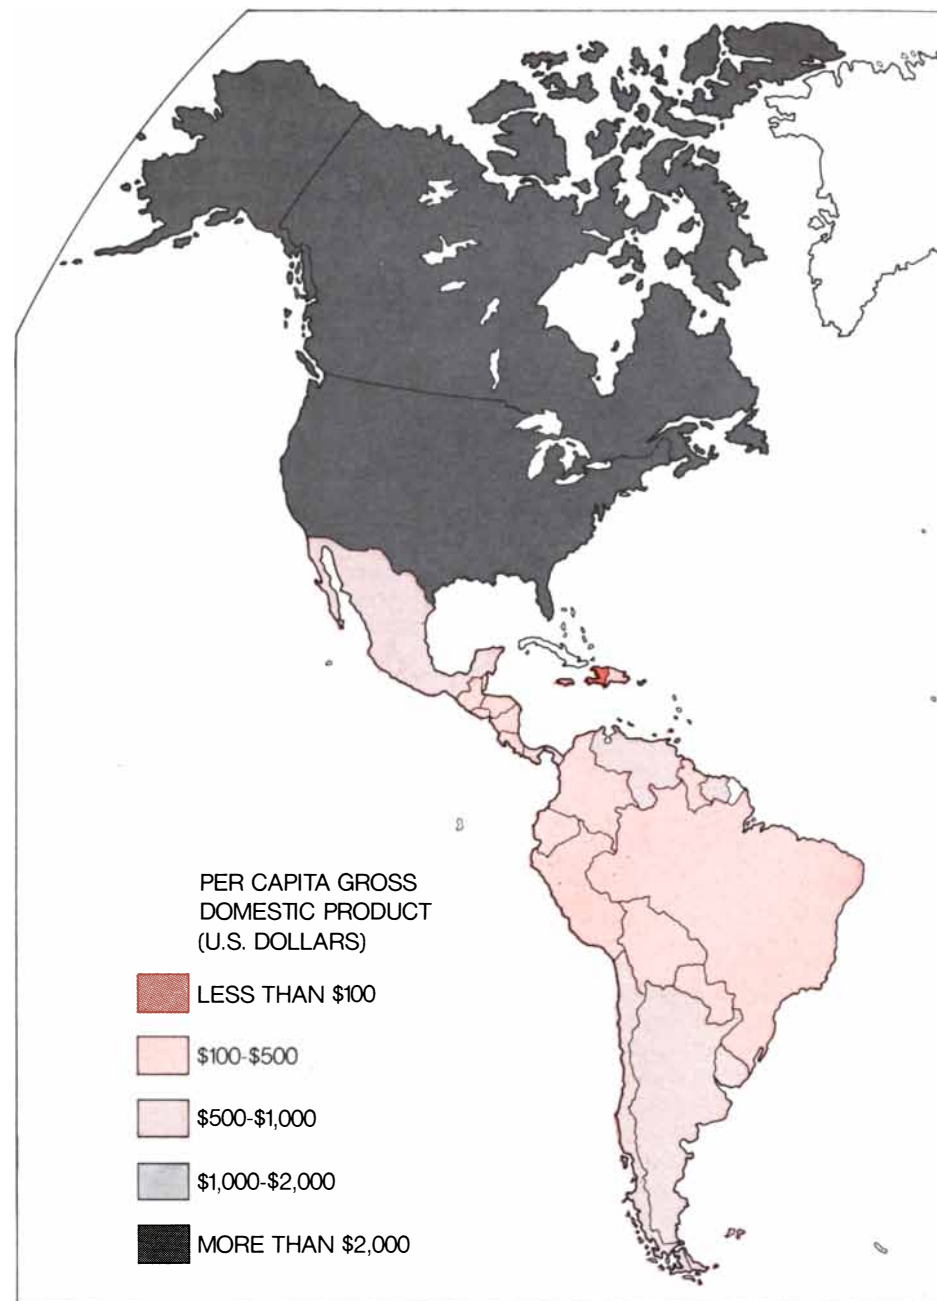 PER CAPITA GROSS
DOMESTIC PRODUCT
(U.S. DOLLARS)
LESS THAN $100
$100-$500
$500-$1,000
$1,000-$2,000
MORE THAN $2,000